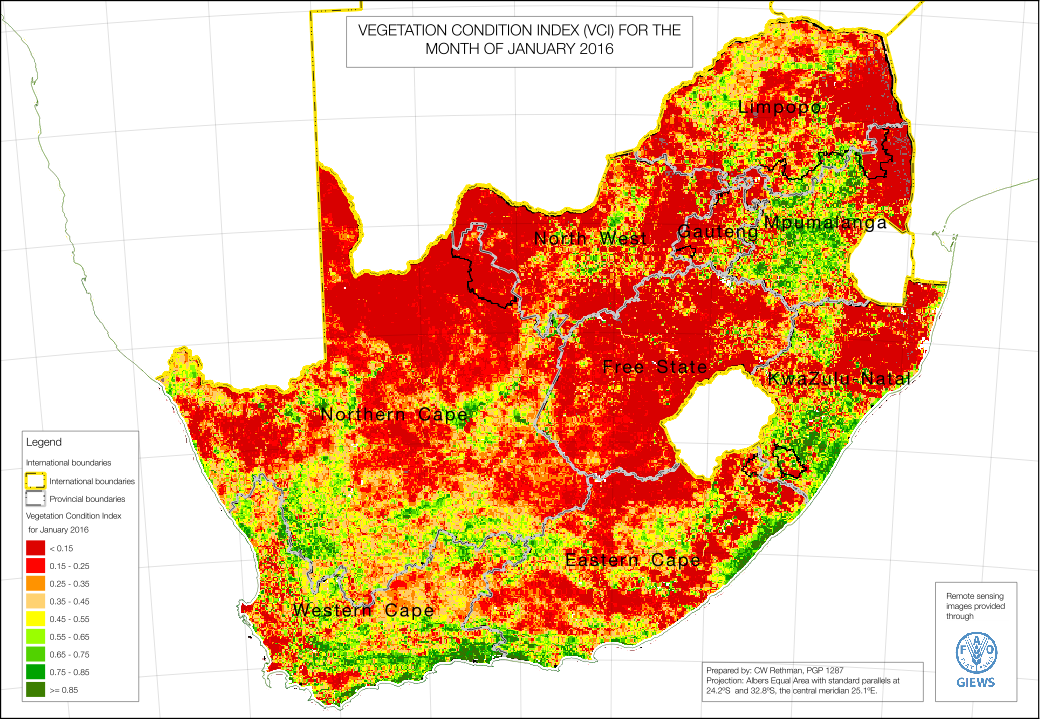 VEGETATION CONDITION INDEX (VCI) FOR THE
MONTH OF JANUARY 2016
Limpopo
Mpumalanga
Gauteng
North West
Free State
KwaZulu-Natal
Northern Cape
Eastern Cape
Western Cape
Legend
International boundaries
International boundaries
Provincial boundaries
Vegetation Condition Index
for January 2016
< 0.15
0.15 - 0.25
0.25 - 0.35
0.35 - 0.45
0.45 - 0.55
0.55 - 0.65
0.65 - 0.75
0.75 - 0.85
>= 0.85
Prepared by: CW Rethman, PGP 1287
Projection: Albers Equal Area with standard parallels at
24.2ºS and 32.8ºS, the central meridian 25.1ºE.
Remote sensing
images provided
through
F A O
GIEWS